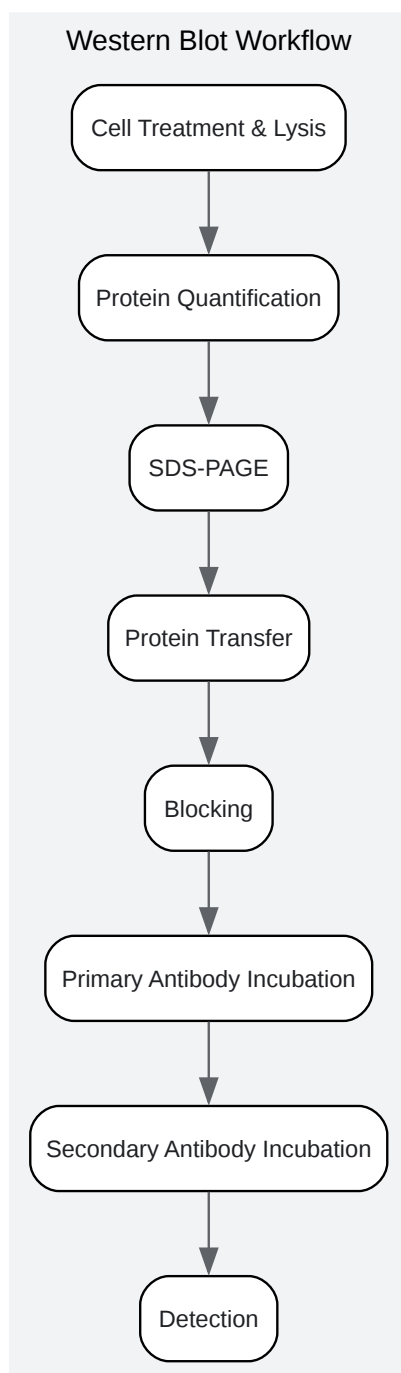 Western Blot Workflow
Cell Treatment & Lysis
Protein Quantification
SDS-PAGE
Protein Transfer
Blocking
Primary Antibody Incubation
Secondary Antibody Incubation
Detection